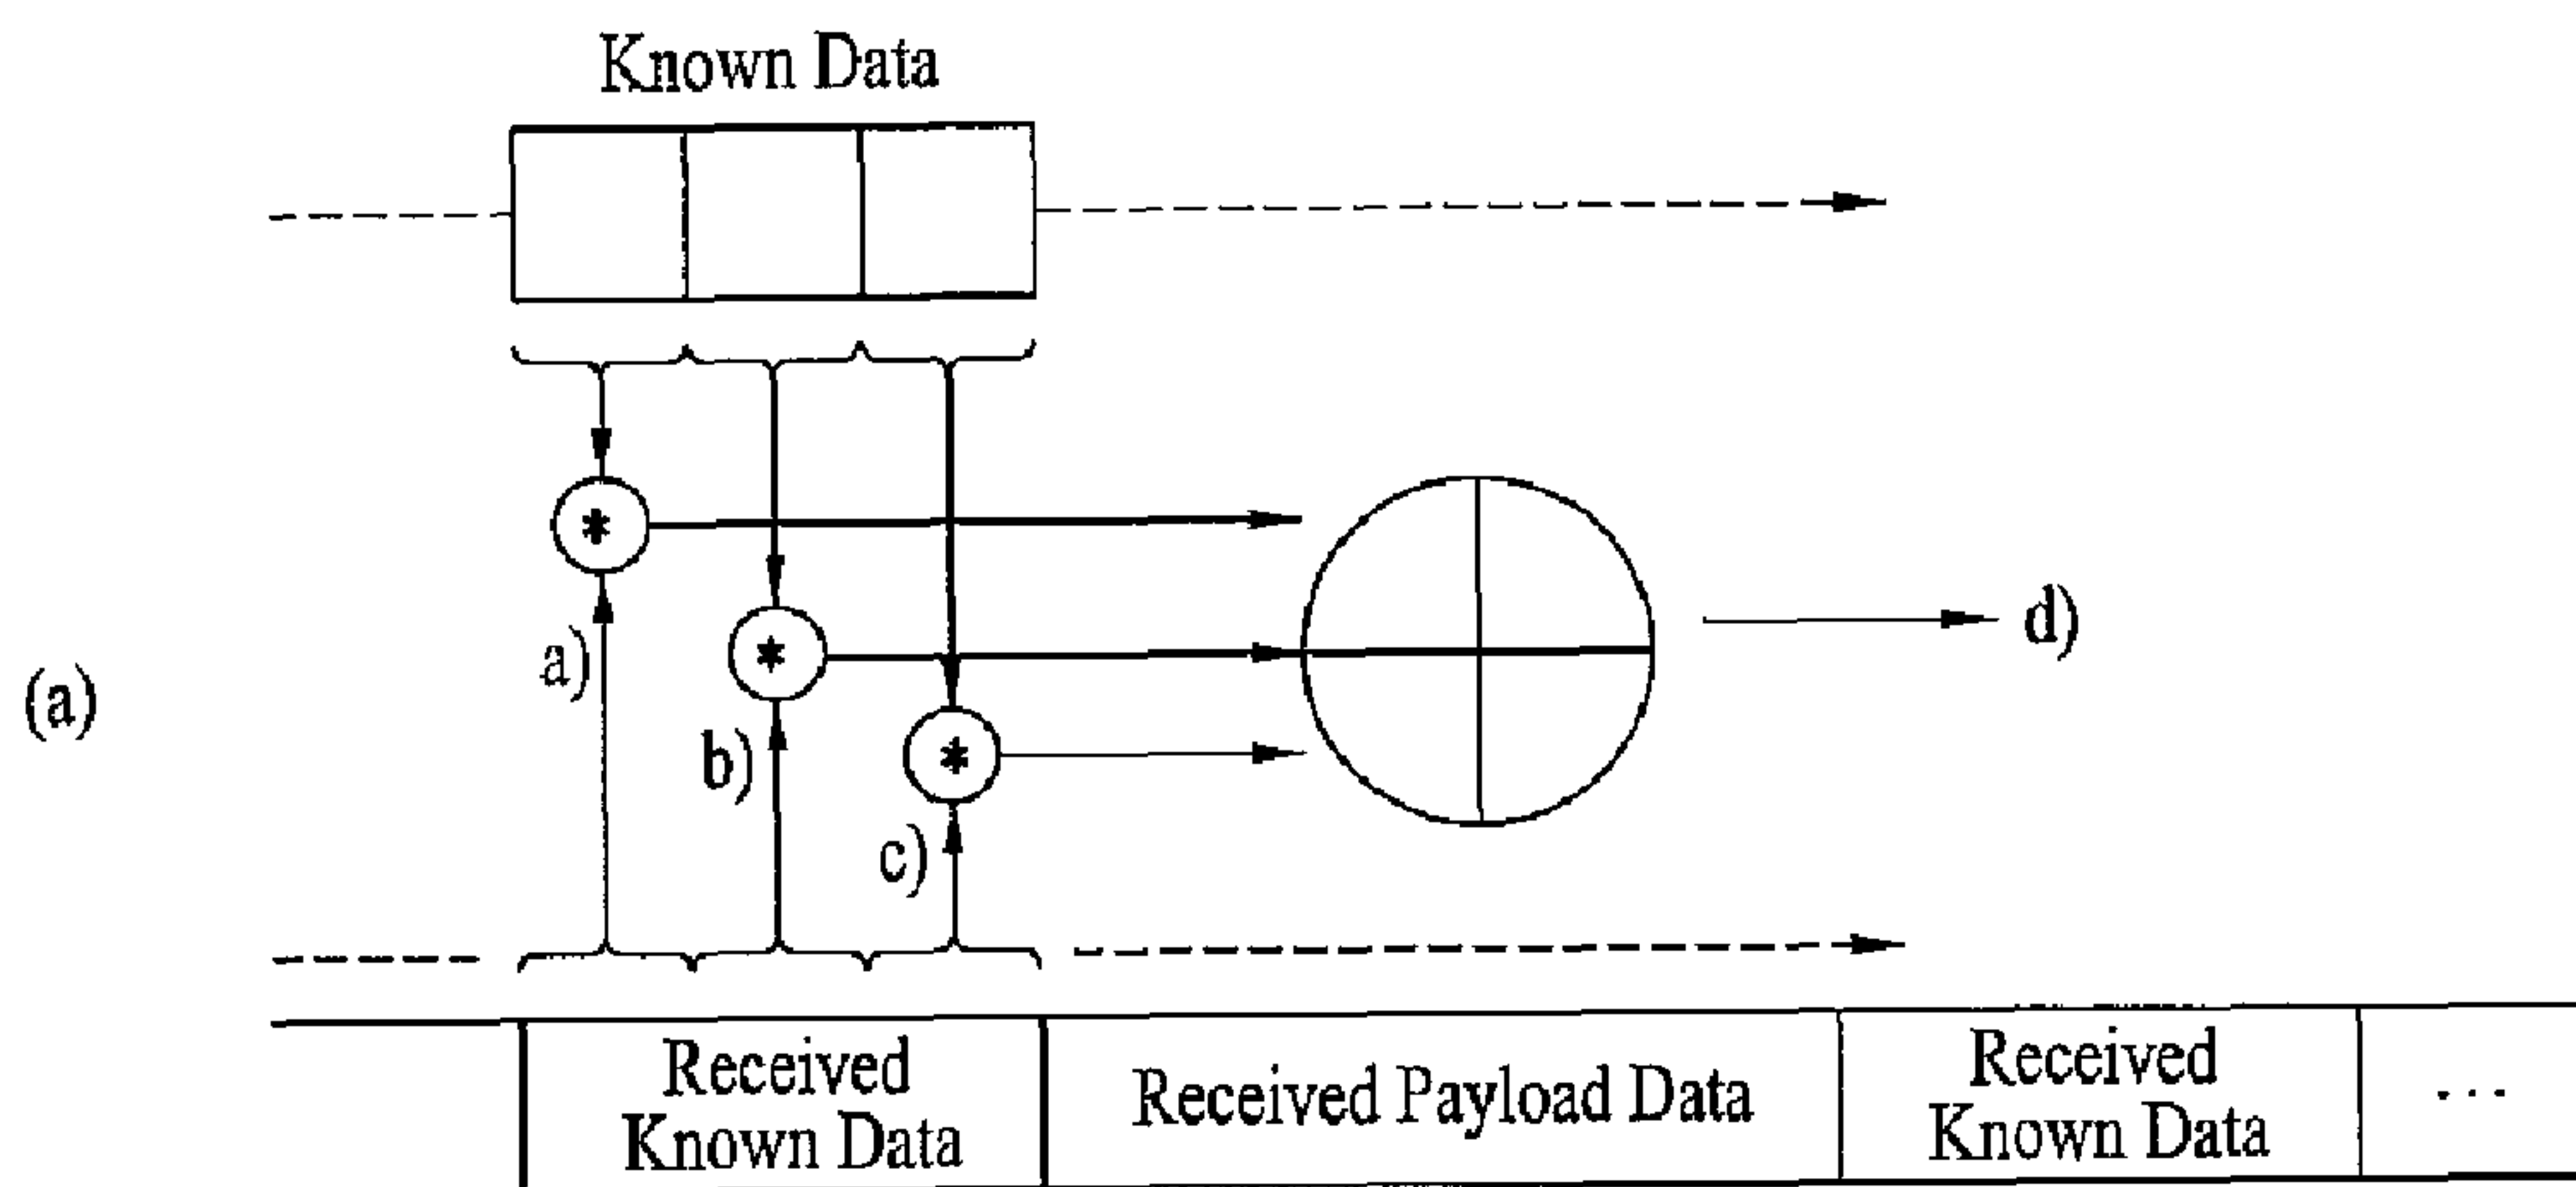 Known Data
*
*
*
a)
b)
c)
d)
(a)
Received
Known Data
Received Payload Data
Received
Known Data
...